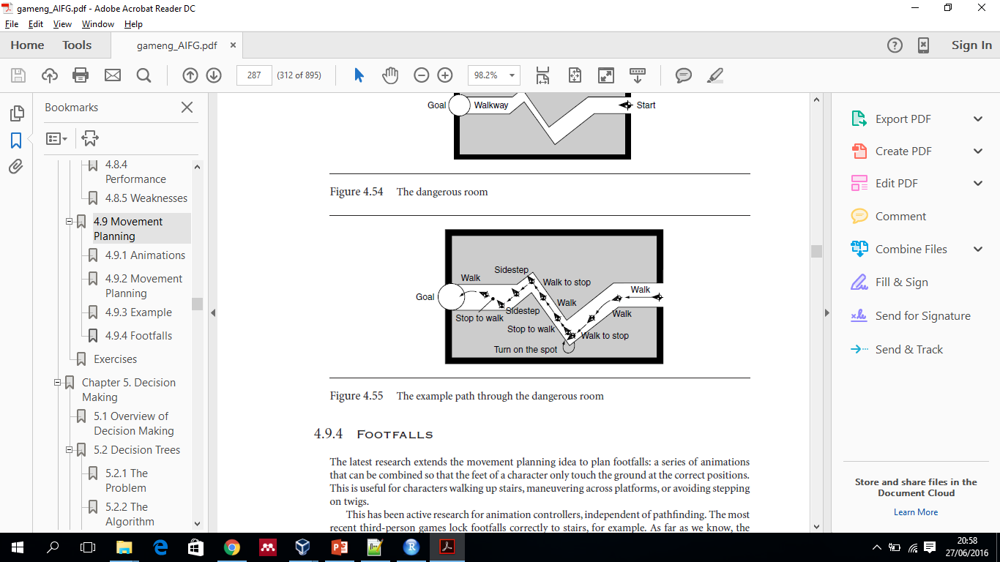 gameng_AIFG.pdf - Adobe Acrobat Reader DC
File Edit View Window Help
Home Tools gameng_AIFG.pdf × Sign In
287 (312 of 895) 98.2%
Bookmarks
4.8.4
Performance
4.8.5 Weaknesses
4.9 Movement
Planning
4.9.1 Animations
4.9.2 Movement
Planning
4.9.3 Example
4.9.4 Footfalls
Exercises
Chapter 5. Decision
Making
5.1 Overview of
Decision Making
5.2 Decision Trees
5.2.1 The
Problem
5.2.2 The
Algorithm
Goal Walkway Start
Figure 4.54 The dangerous room
Sidestep
Walk
Walk to stop
Walk
Goal
Walk
Sidestep
Walk
Stop to walk
Stop to walk
Walk to stop
Turn on the spot
Figure 4.55 The example path through the dangerous room
4.9.4 FOOTFALLS
The latest research extends the movement planning idea to plan footfalls: a series of animations
that can be combined so that the feet of a character only touch the ground at the correct positions.
This is useful for characters walking up stairs, maneuvering across platforms, or avoiding stepping
on twigs.
This has been active research for animation controllers, independent of pathfinding. The most
recent third-person games lock footfalls correctly to stairs, for example. As far as we know, the
Export PDF
Create PDF
Edit PDF
Comment
Combine Files
Fill & Sign
Send for Signature
Send & Track
Store and share files in the
Document Cloud
Learn More
20:58
27/06/2016